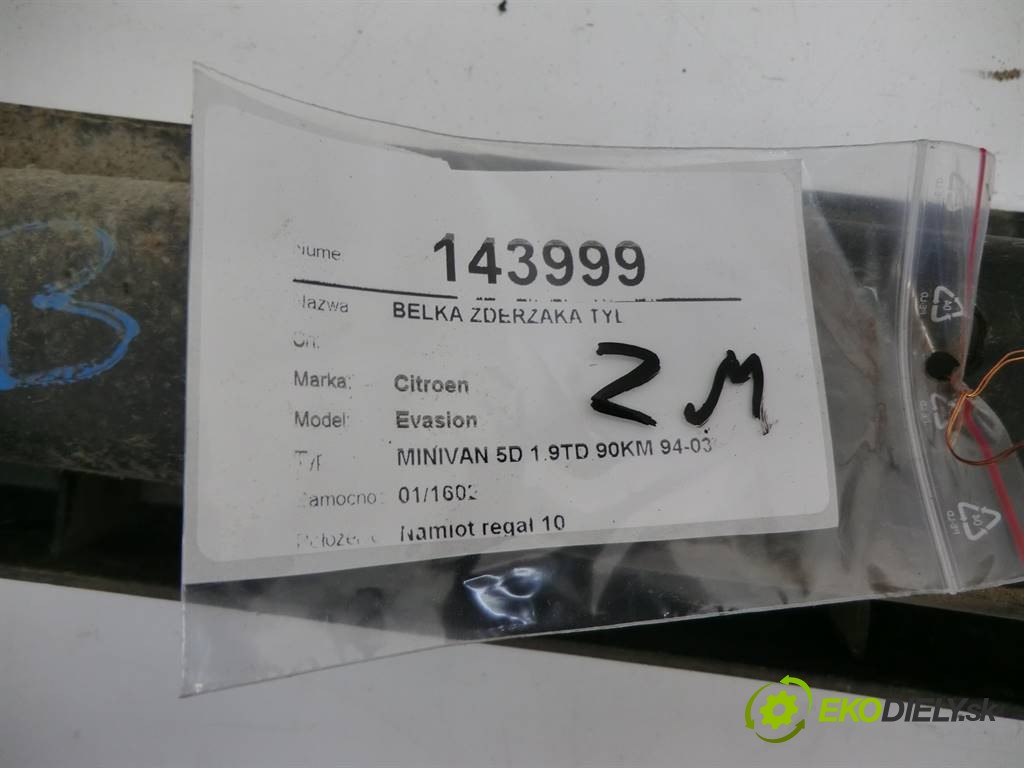 143999
BELKA ZDERZAKA TYL
Marka: Citroen
Model: Evasion
MINIVAN 5D 1.9TD 90KM 94-03
01/1602
Namiot regal 10
ZM
B
EKODIELY.sk